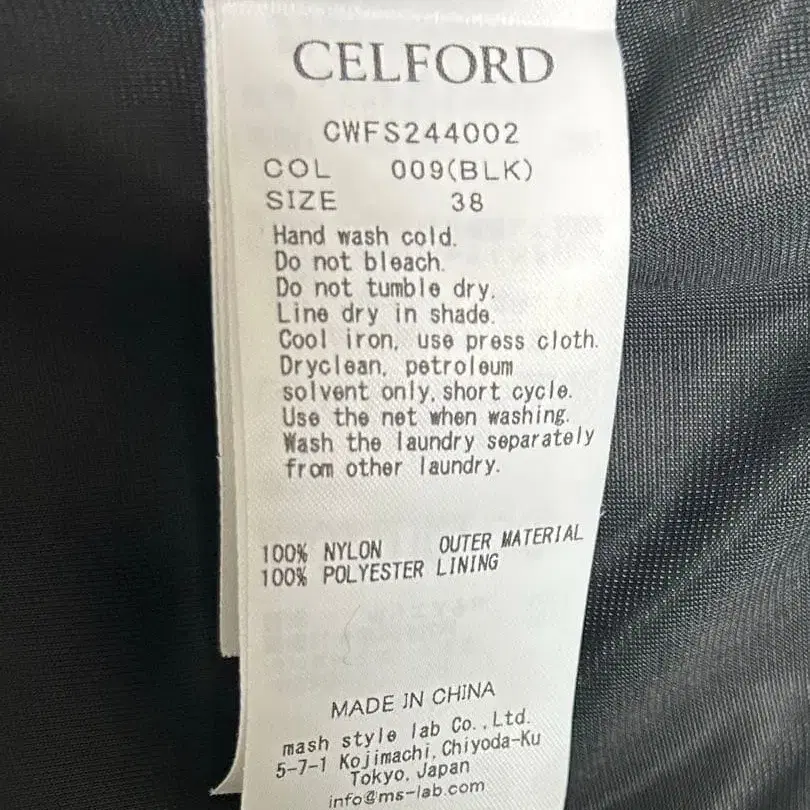 CELFORD
CWFS244002
COL 009(BLK)
SIZE 38
Hand wash cold.
Do not bleach.
Do not tumble dry.
Line dry in shade.
Cool iron, use press cloth.
Dryclean, petroleum
solvent only, short cycle.
Use the net when washing.
Wash the laundry separately
from other laundry.
100% NYLON OUTER MATERIAL
100% POLYESTER LINING
MADE IN CHINA
mash style lab Co.,Ltd.
5-7-1 Kojimachi, Chiyoda-Ku
Tokyo, Japan
info@ms-lab.com